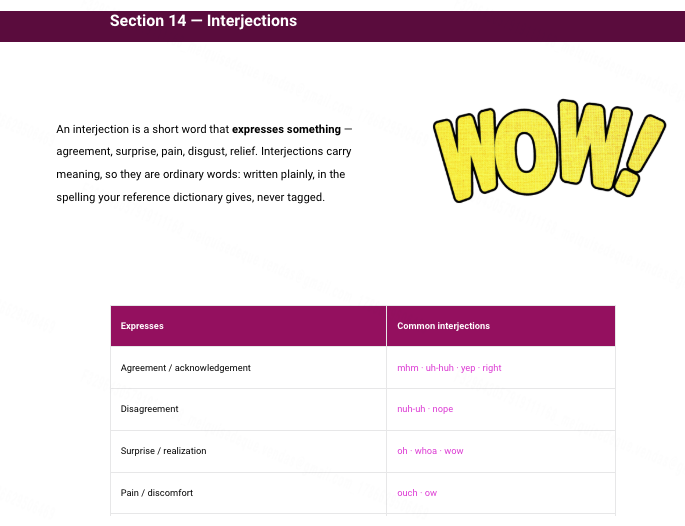 Section 14 — Interjections
An interjection is a short word that expresses something —
agreement, surprise, pain, disgust, relief. Interjections carry
meaning, so they are ordinary words: written plainly, in the
spelling your reference dictionary gives, never tagged.
WOW!
Expresses
Common interjections
Agreement / acknowledgement
mhm · uh-huh · yep · right
Disagreement
nuh-uh · nope
Surprise / realization
oh · whoa · wow
Pain / discomfort
ouch · ow